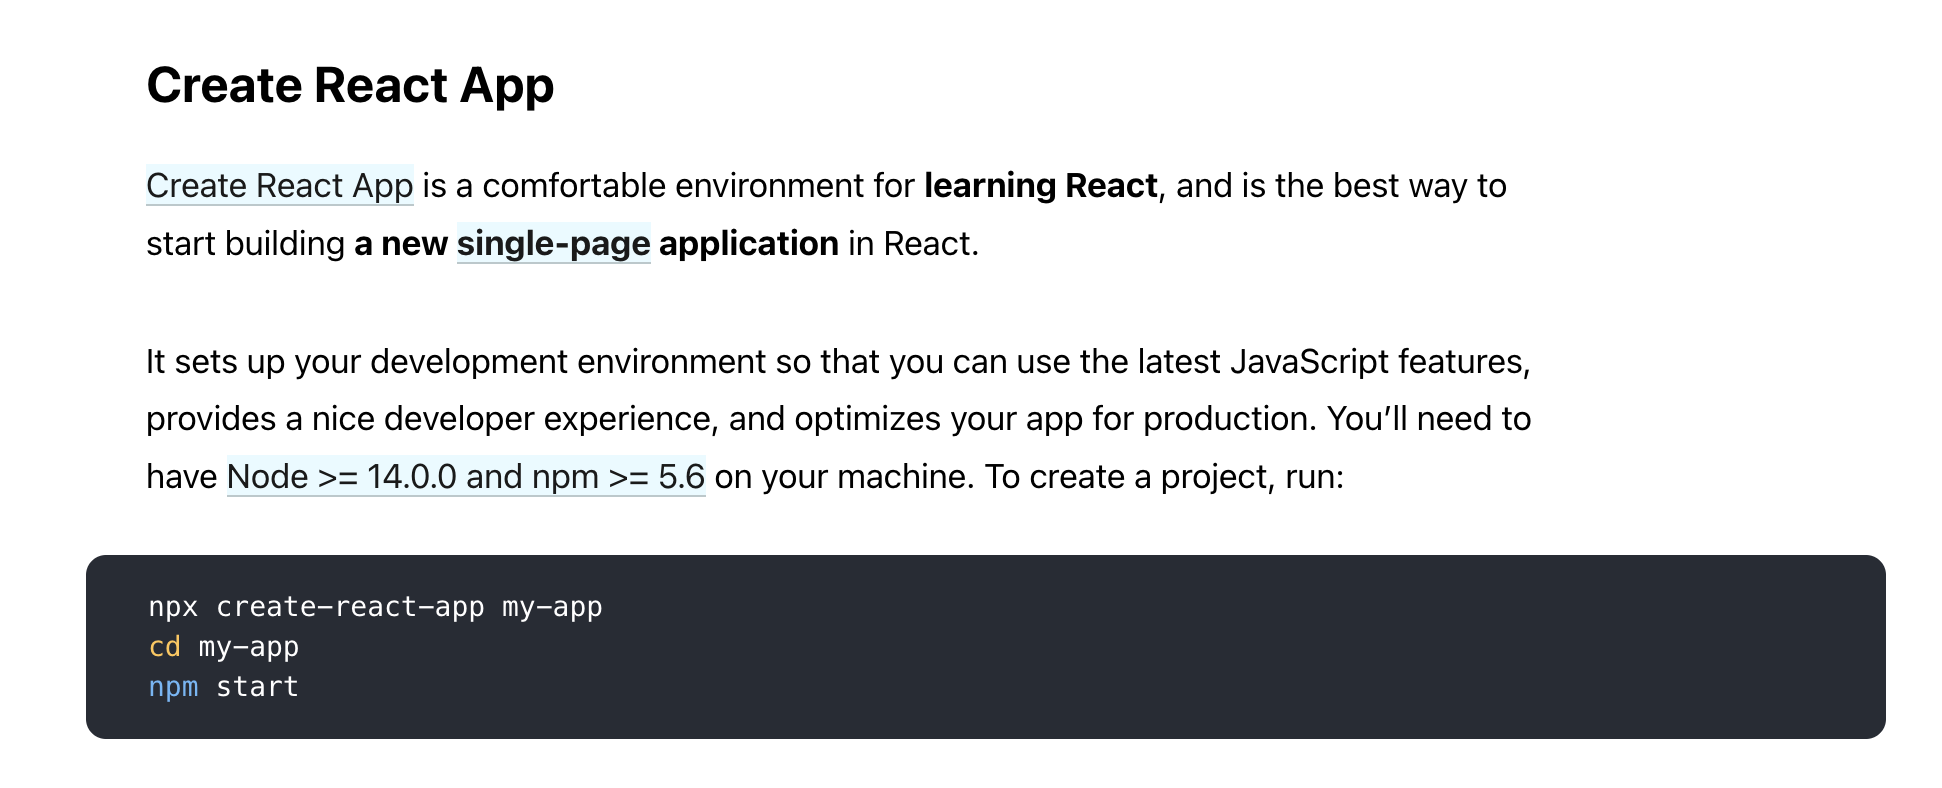 Create React App
Create React App is a comfortable environment for learning React, and is the best way to
start building a new single-page application in React.
It sets up your development environment so that you can use the latest JavaScript features,
provides a nice developer experience, and optimizes your app for production. You’ll need to
have Node >= 14.0.0 and npm >= 5.6 on your machine. To create a project, run:
npx create-react-app my-app
cd my-app
npm start